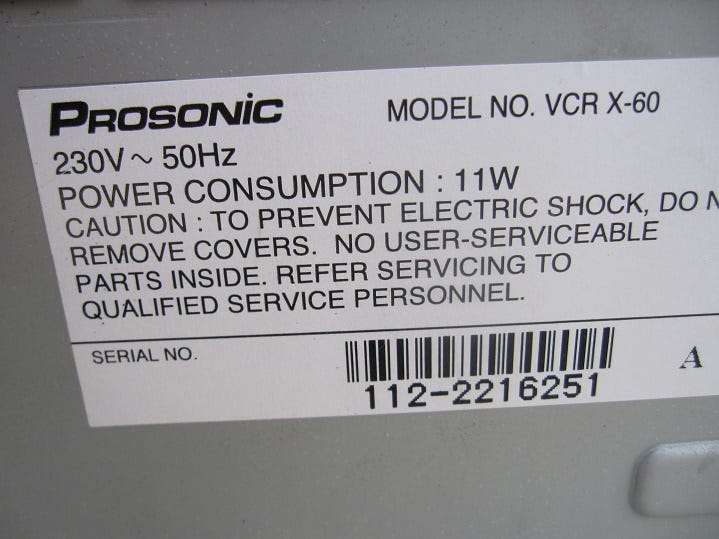 PROSONIC
MODEL NO. VCR X-60
230V ~ 50Hz
POWER CONSUMPTION : 11W
CAUTION : TO PREVENT ELECTRIC SHOCK, DO N
REMOVE COVERS. NO USER-SERVICEABLE
PARTS INSIDE. REFER SERVICING TO
QUALIFIED SERVICE PERSONNEL.
SERIAL NO.
112-2216251
A